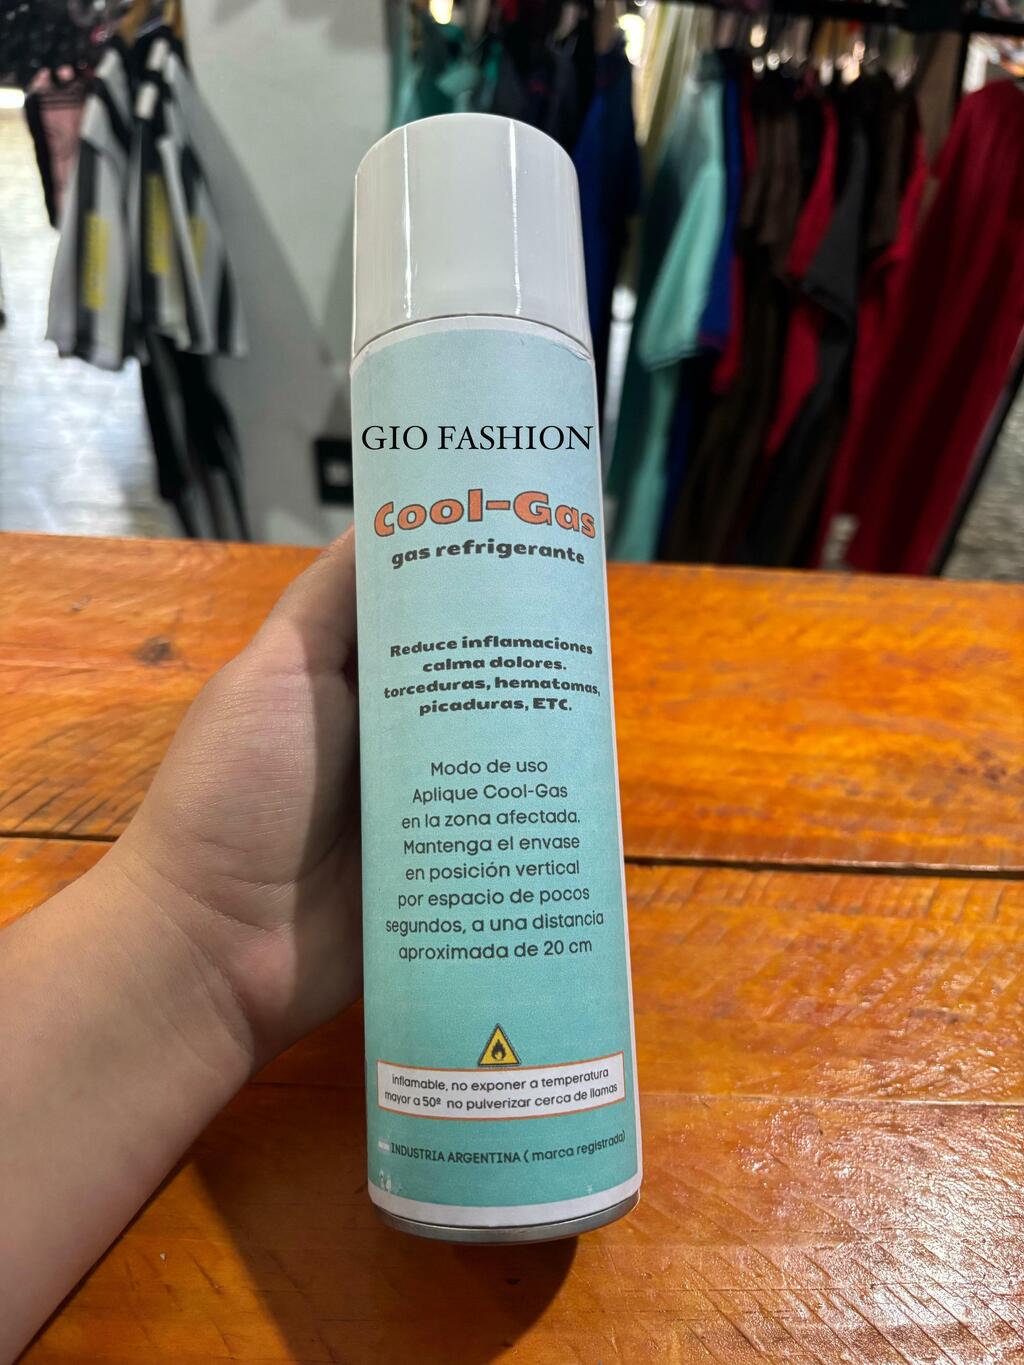 GIO FASHION
Cool-Gas
gas refrigerante
Reduce inflamaciones
calma dolores.
torceduras, hematomas,
picaduras, ETC.
Modo de uso
Aplique Cool-Gas
en la zona afectada.
Mantenga el envase
en posición vertical
por espacio de pocos
segundos, a una distancia
aproximada de 20 cm
inflamable, no exponer a temperatura
mayor a 50º no pulverizar cerca de llamas
INDUSTRIA ARGENTINA ( marca registrada)